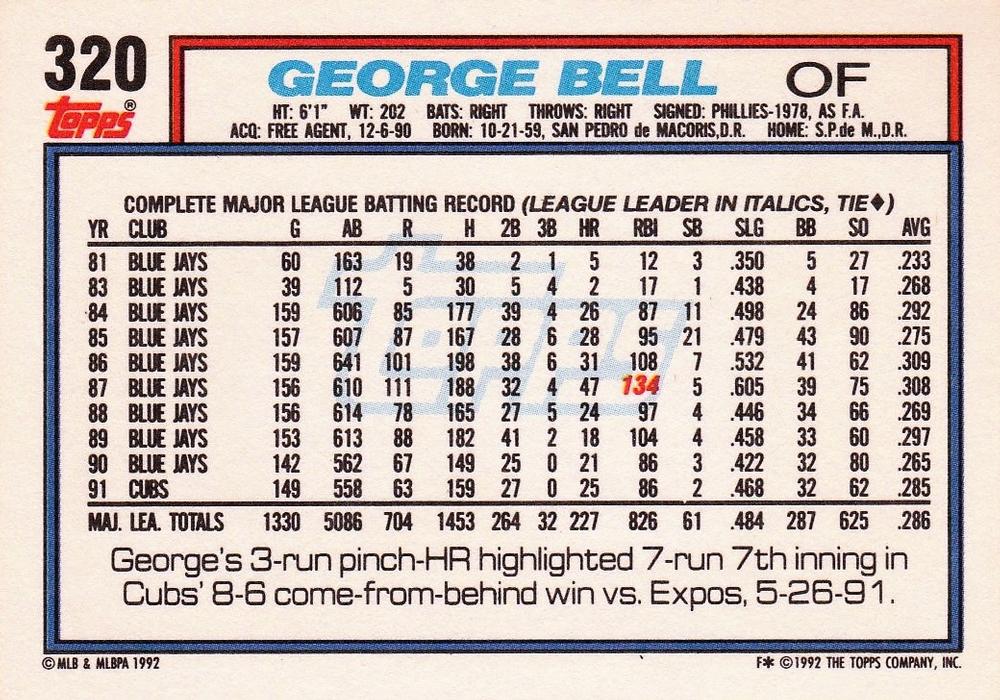 320
GEORGE BELL OF
Topps®
HT: 6'1" WT: 202 BATS: RIGHT THROWS: RIGHT SIGNED: PHILLIES-1978, AS F.A.
ACQ: FREE AGENT, 12-6-90 BORN: 10-21-59, SAN PEDRO de MACORIS,D.R. HOME: S.P.de M.,D.R.
COMPLETE MAJOR LEAGUE BATTING RECORD (LEAGUE LEADER IN ITALICS, TIE♦)
YR CLUB G AB R H 2B 3B HR RBI SB SLG BB SO AVG
81 BLUE JAYS 60 163 19 38 2 1 5 12 3 .350 5 27 .233
83 BLUE JAYS 39 112 5 30 5 4 2 17 1 .438 4 17 .268
84 BLUE JAYS 159 606 85 177 39 4 26 87 11 .498 24 86 .292
85 BLUE JAYS 157 607 87 167 28 6 28 95 21 .479 43 90 .275
86 BLUE JAYS 159 641 101 198 38 6 31 108 7 .532 41 62 .309
87 BLUE JAYS 156 610 111 188 32 4 47 134 5 .605 39 75 .308
88 BLUE JAYS 156 614 78 165 27 5 24 97 4 .446 34 66 .269
89 BLUE JAYS 153 613 88 182 41 2 18 104 4 .458 33 60 .297
90 BLUE JAYS 142 562 67 149 25 0 21 86 3 .422 32 80 .265
91 CUBS 149 558 63 159 27 0 25 86 2 .468 32 62 .285
MAJ. LEA. TOTALS 1330 5086 704 1453 264 32 227 826 61 .484 287 625 .286
Topps
George's 3-run pinch-HR highlighted 7-run 7th inning in
Cubs' 8-6 come-from-behind win vs. Expos, 5-26-91.
© MLB & MLBPA 1992 F✱ © 1992 THE TOPPS COMPANY, INC.